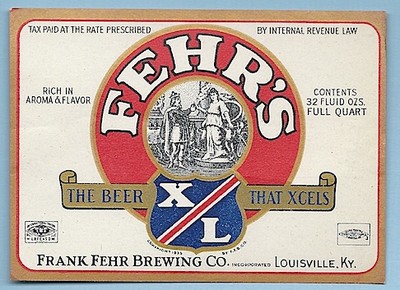 TAX PAID AT THE RATE PRESCRIBED BY INTERNAL REVENUE LAW
FEHR'S
RICH IN
AROMA & FLAVOR
CONTENTS
32 FLUID OZS.
FULL QUART
THE BEER THAT XCELS
X
L
FRANK FEHR BREWING CO. INCORPORATED LOUISVILLE, KY.